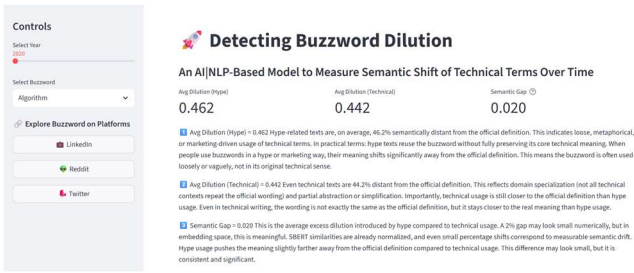 Controls
Select Year
2020
Select Buzzword
Algorithm
Explore Buzzword on Platforms
LinkedIn
Reddit
Twitter
Detecting Buzzword Dilution
An AI|NLP-Based Model to Measure Semantic Shift of Technical Terms Over Time
Avg Dilution (Hype)
Avg Dilution (Technical)
Semantic Gap
0.462
0.442
0.020
1 Avg Dilution (Hype) = 0.462 Hype-related texts are, on average, 46.2% semantically distant from the official definition. This indicates loose, metaphorical,
or marketing-driven usage of technical terms. In practical terms: hype texts reuse the buzzword without fully preserving its core technical meaning. When
people use buzzwords in a hype or marketing way, their meaning shifts significantly away from the official definition. This means the buzzword is often used
loosely or vaguely, not in its original technical sense.
2 Avg Dilution (Technical) = 0.442 Even technical texts are 44.2% distant from the official definition. This reflects domain specialization (not all technical
contexts repeat the official wording) and partial abstraction or simplification. Importantly, technical usage is still closer to the official definition than hype
usage. Even in technical writing, the wording is not exactly the same as the official definition, but it stays closer to the real meaning than hype usage.
3 Semantic Gap = 0.020 This is the average excess dilution introduced by hype compared to technical usage. A 2% gap may look small numerically, but in
embedding space, this is meaningful. SBERT similarities are already normalized, and even small percentage shifts correspond to measurable semantic drift.
Hype usage pushes the meaning slightly farther away from the official definition compared to technical usage. This difference may look small, but it is
consistent and significant.